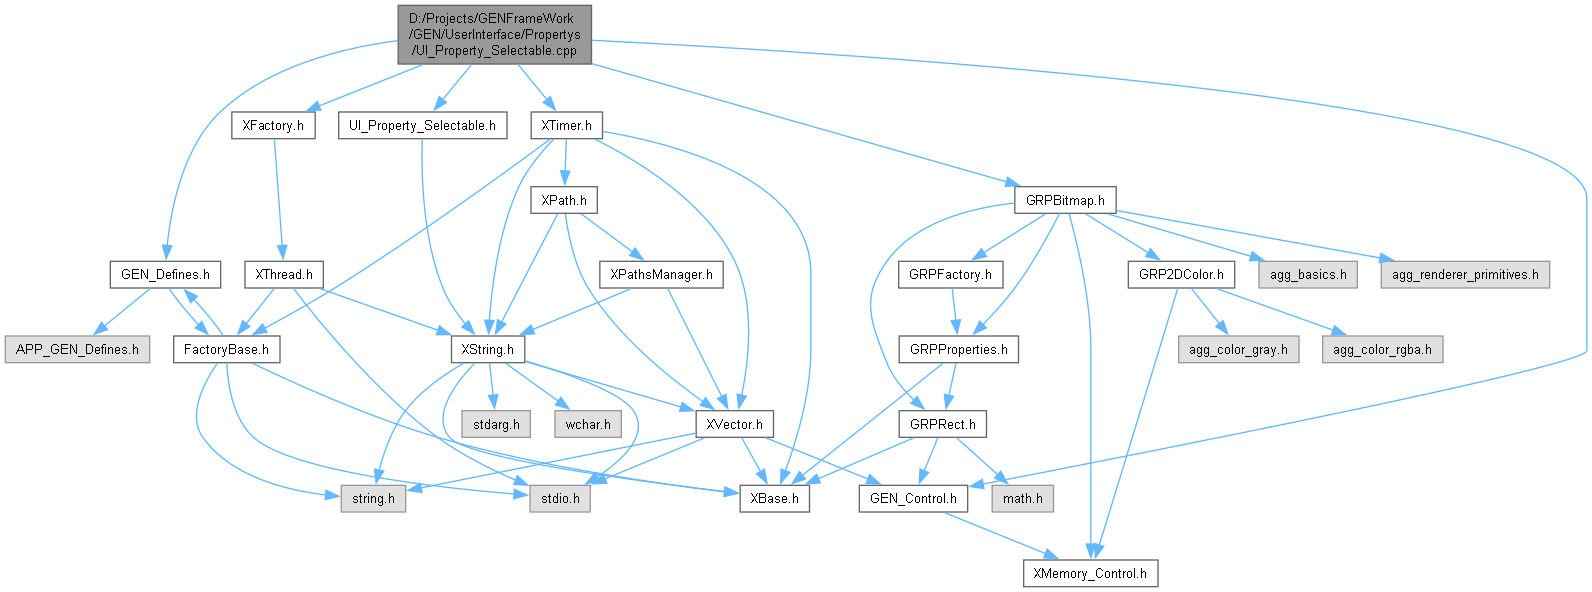 D:/Projects/GENFrameWork
/GEN/UserInterface/Propertys
/UI_Property_Selectable.cpp
XFactory.h
UI_Property_Selectable.h
XTimer.h
XPath.h
GRPBitmap.h
GEN_Defines.h
XThread.h
XPathsManager.h
GRPFactory.h
GRP2DColor.h
agg_basics.h
agg_renderer_primitives.h
APP_GEN_Defines.h
FactoryBase.h
XString.h
GRPProperties.h
agg_color_gray.h
agg_color_rgba.h
stdarg.h
wchar.h
XVector.h
GRPRect.h
string.h
stdio.h
XBase.h
GEN_Control.h
math.h
XMemory_Control.h